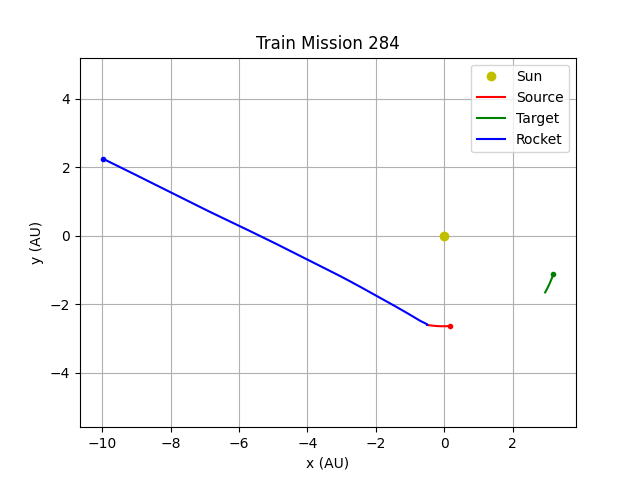 Train Mission 284
Sun
Source
Target
Rocket
4
2
0
−2
−4
y (AU)
−10
−8
−6
−4
−2
0
2
x (AU)